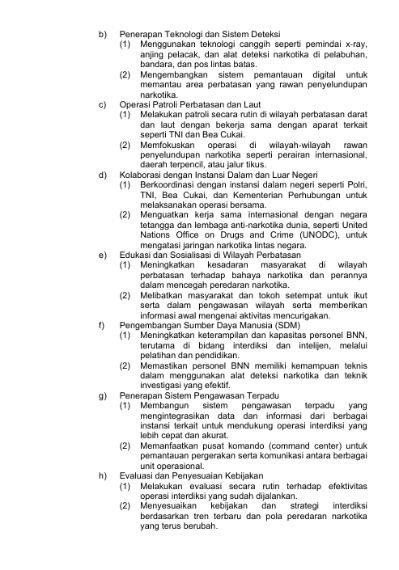 b) Penerapan Teknologi dan Sistem Deteksi
(1) Menggunakan teknologi canggih seperti pemindai x-ray,
anjing pelacak, dan alat deteksi narkotika di pelabuhan,
bandara, dan pos lintas batas.
(2) Mengembangkan sistem pemantauan digital untuk
memantau area perbatasan yang rawan penyelundupan
narkotika.
c) Operasi Patroli Perbatasan dan Laut
(1) Melakukan patroli secara rutin di wilayah perbatasan darat
dan laut dengan bekerja sama dengan aparat terkait
seperti TNI dan Bea Cukai.
(2) Memfokuskan operasi di wilayah-wilayah rawan
penyelundupan narkotika seperti perairan internasional,
daerah terpencil, atau jalur tikus.
d) Kolaborasi dengan Instansi Dalam dan Luar Negeri
(1) Berkoordinasi dengan instansi dalam negeri seperti Polri,
TNI, Bea Cukai, dan Kementerian Perhubungan untuk
melaksanakan operasi bersama.
(2) Menguatkan kerja sama internasional dengan negara
tetangga dan lembaga anti-narkotika dunia, seperti United
Nations Office on Drugs and Crime (UNODC), untuk
mengatasi jaringan narkotika lintas negara.
e) Edukasi dan Sosialisasi di Wilayah Perbatasan
(1) Meningkatkan kesadaran masyarakat di wilayah
perbatasan terhadap bahaya narkotika dan perannya
dalam mencegah peredaran narkotika.
(2) Melibatkan masyarakat dan tokoh setempat untuk ikut
serta dalam pengawasan wilayah serta memberikan
informasi awal mengenai aktivitas mencurigakan.
f) Pengembangan Sumber Daya Manusia (SDM)
(1) Meningkatkan keterampilan dan kapasitas personel BNN,
terutama di bidang interdiksi dan intelijen, melalui
pelatihan dan pendidikan.
(2) Memastikan personel BNN memiliki kemampuan teknis
dalam menggunakan alat deteksi narkotika dan teknik
investigasi yang efektif.
g) Penerapan Sistem Pengawasan Terpadu
(1) Membangun sistem pengawasan terpadu yang
mengintegrasikan data dan informasi dari berbagai
instansi terkait untuk mendukung operasi interdiksi yang
lebih cepat dan akurat.
(2) Memanfaatkan pusat komando (command center) untuk
pemantauan pergerakan serta komunikasi antara berbagai
unit operasional.
h) Evaluasi dan Penyesuaian Kebijakan
(1) Melakukan evaluasi secara rutin terhadap efektivitas
operasi interdiksi yang sudah dijalankan.
(2) Menyesuaikan kebijakan dan strategi interdiksi
berdasarkan tren terbaru dan pola peredaran narkotika
yang terus berubah.